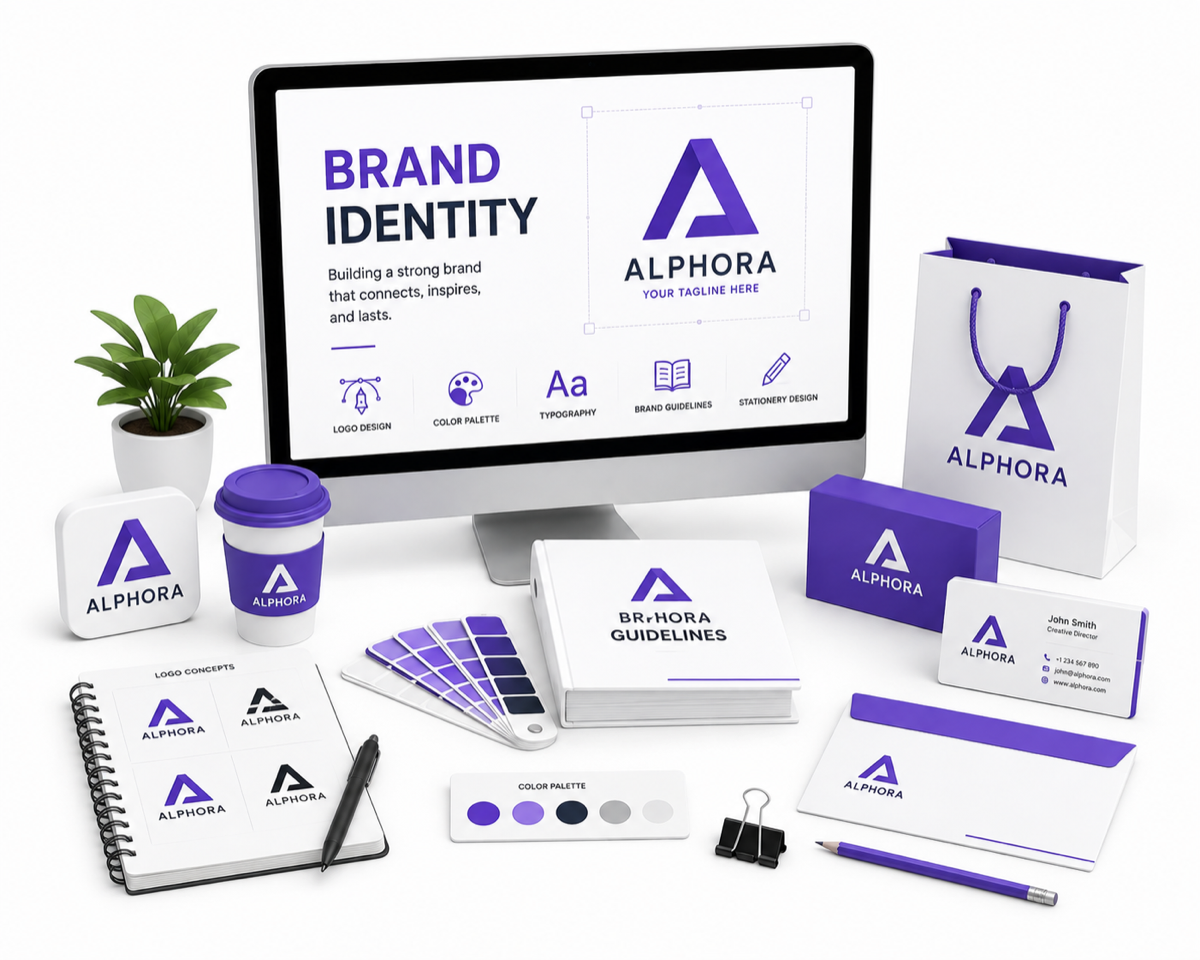 BRAND
IDENTITY
Building a strong brand
that connects, inspires,
and lasts.
ALPHORA
YOUR TAGLINE HERE
LOGO DESIGN
COLOR PALETTE
Aa
TYPOGRAPHY
BRAND GUIDELINES
STATIONERY DESIGN
ALPHORA
ALPHORA
ALPHORA
ALPHORA
BRrHORA
GUIDELINES
John Smith
Creative Director
ALPHORA
+1 234 567 890
john@alphora.com
www.alphora.com
LOGO CONCEPTS
ALPHORA
ALPHORA
ALPHORA
ALPHORA
COLOR PALETTE
ALPHORA